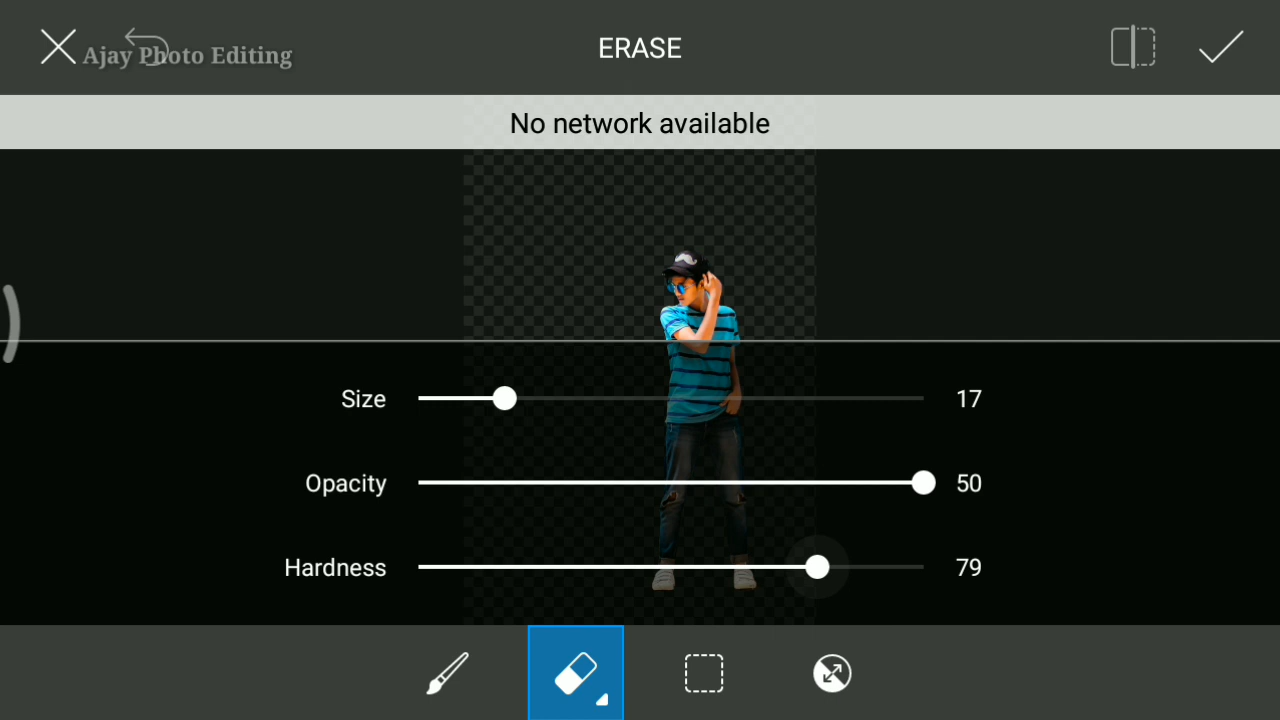 Ajay Photo Editing
ERASE
No network available
Size 17
Opacity 50
Hardness 79